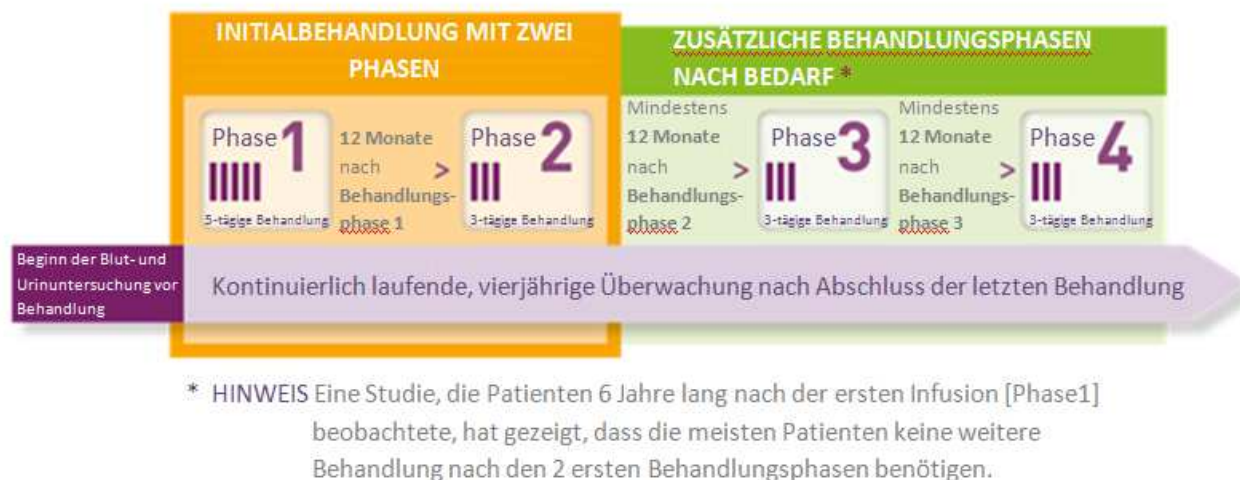 INITIALBEHANDLUNG MIT ZWEI
PHASEN
ZUSÄTZLICHE BEHANDLUNGSPHASEN
NACH BEDARF *
Phase 1
5-tägige Behandlung
12 Monate
nach
Behandlungs-
phase 1
>
Phase 2
3-tägige Behandlung
Mindestens
12 Monate
nach
Behandlungs-
phase 2
>
Phase 3
3-tägige Behandlung
Mindestens
12 Monate
nach
Behandlungs-
phase 3
>
Phase 4
3-tägige Behandlung
Beginn der Blut- und
Urinuntersuchung vor
Behandlung
Kontinuierlich laufende, vierjährige Überwachung nach Abschluss der letzten Behandlung
* HINWEIS Eine Studie, die Patienten 6 Jahre lang nach der ersten Infusion [Phase1]
beobachtete, hat gezeigt, dass die meisten Patienten keine weitere
Behandlung nach den 2 ersten Behandlungsphasen benötigen.